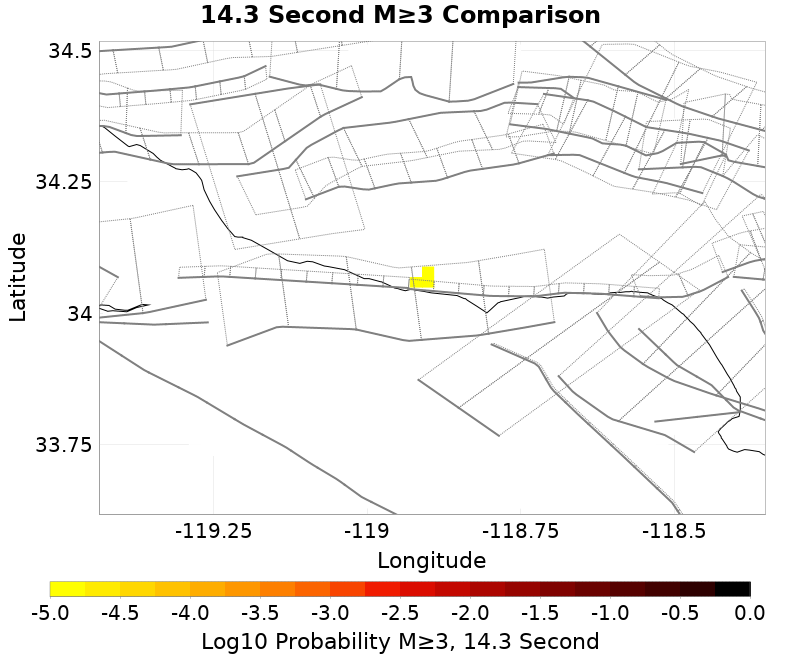 14.3 Second M≥3 Comparison
34.5
34.25
34
33.75
Latitude
-119.25 -119 -118.75 -118.5
Longitude
-5.0 -4.5 -4.0 -3.5 -3.0 -2.5 -2.0 -1.5 -1.0 -0.5 0.0
Log10 Probability M≥3, 14.3 Second